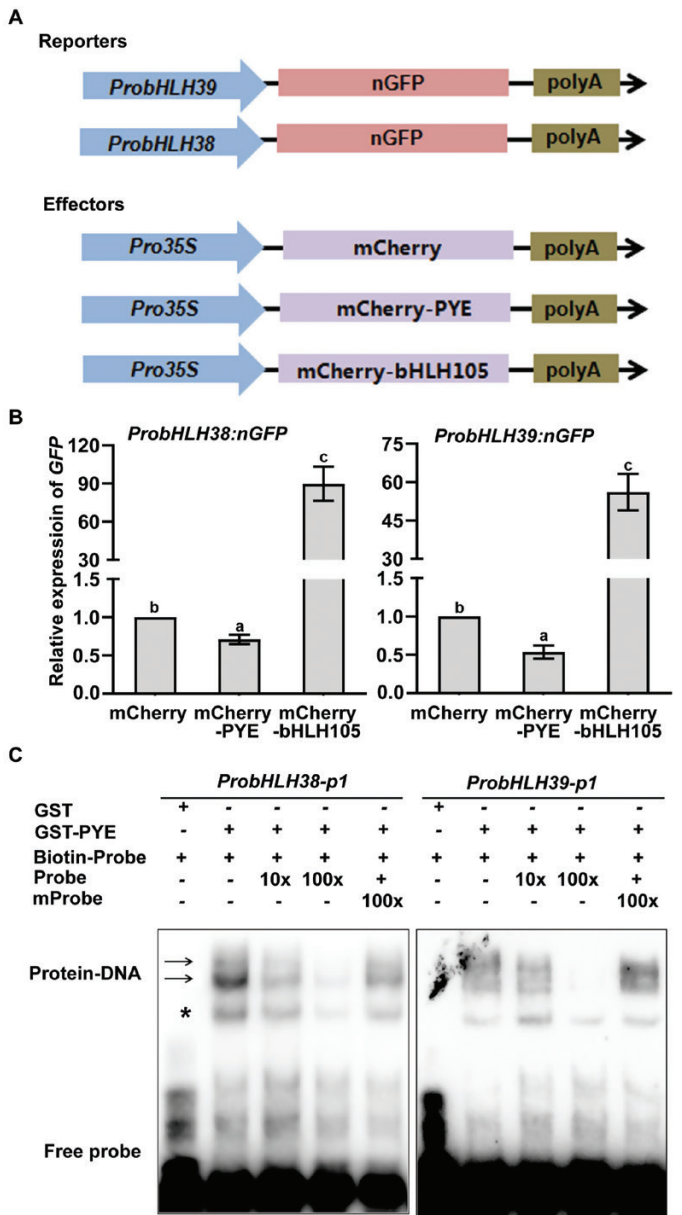 A
Reporters
ProbHLH39 nGFP polyA
ProbHLH38 nGFP polyA
Effectors
Pro35S mCherry polyA
Pro35S mCherry-PYE polyA
Pro35S mCherry-bHLH105 polyA
B
Relative expressioin of GFP
ProbHLH38:nGFP
120
90
60
30
1.5
1.0
0.5
0.0
b
a
c
mCherry mCherry mCherry
-PYE -bHLH105
ProbHLH39:nGFP
75
60
45
30
1.5
1.0
0.5
0.0
b
a
c
mCherry mCherry mCherry
-PYE -bHLH105
C
ProbHLH38-p1 ProbHLH39-p1
GST + - - - - + - - - -
GST-PYE - + + + + - + + + +
Biotin-Probe + + + + + + + + + +
Probe - - 10x 100x + - - 10x 100x +
mProbe - - - - 100x - - - - 100x
Protein-DNA
*
Free probe